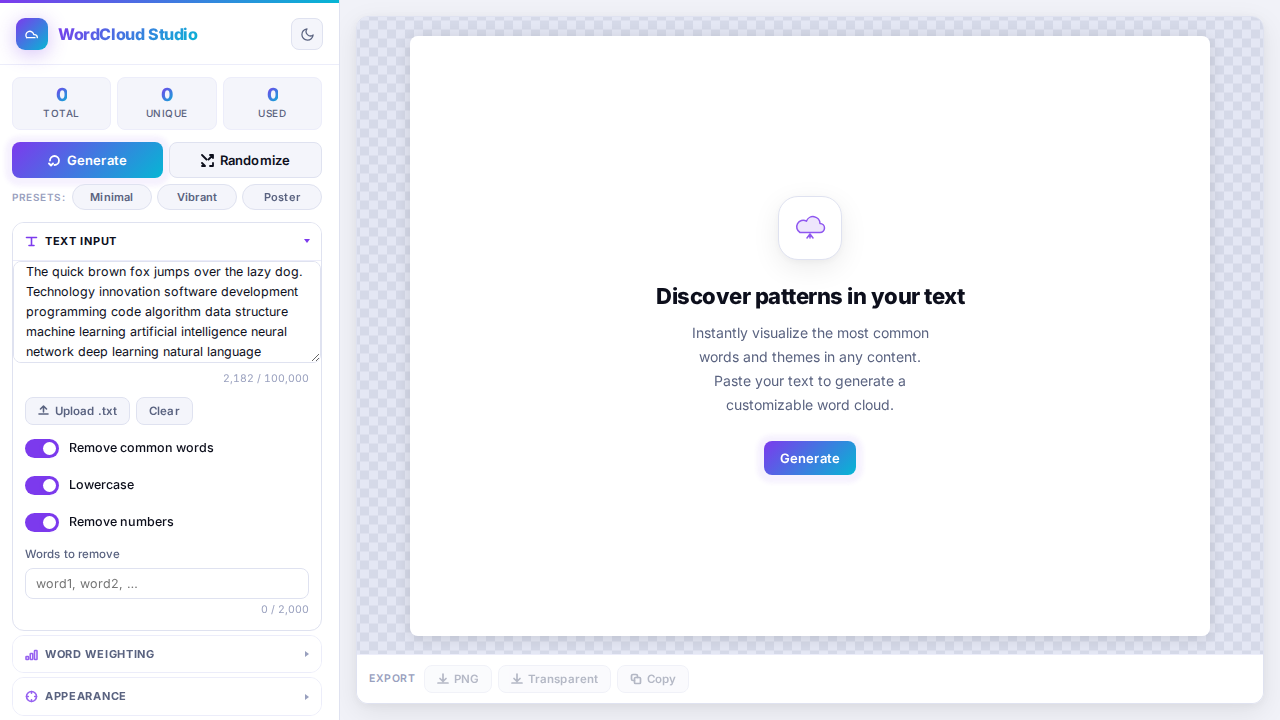 WordCloud Studio
0
TOTAL
0
UNIQUE
0
USED
Generate
Randomize
PRESETS:
Minimal
Vibrant
Poster
TEXT INPUT
The quick brown fox jumps over the lazy dog.
Technology innovation software development
programming code algorithm data structure
machine learning artificial intelligence neural
network deep learning natural language
2,182 / 100,000
Upload .txt
Clear
Remove common words
Lowercase
Remove numbers
Words to remove
word1, word2, ...
0 / 2,000
WORD WEIGHTING
APPEARANCE
Discover patterns in your text
Instantly visualize the most common
words and themes in any content.
Paste your text to generate a
customizable word cloud.
Generate
EXPORT
PNG
Transparent
Copy